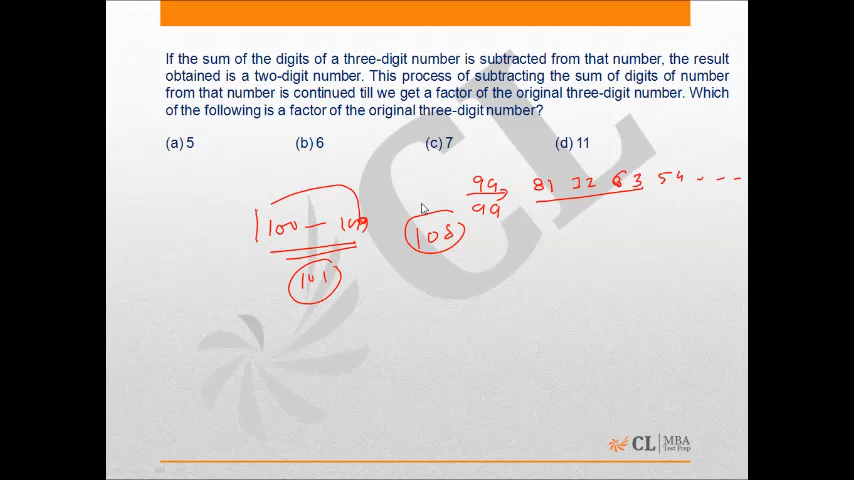 If the sum of the digits of a three-digit number is subtracted from that number, the result
obtained is a two-digit number. This process of subtracting the sum of digits of number
from that number is continued till we get a factor of the original three-digit number. Which
of the following is a factor of the original three-digit number?
(a) 5 (b) 6 (c) 7 (d) 11
99 81 72 63 54 - - -
99
100 — 109 108
101
CL MBA
Test Prep
CL